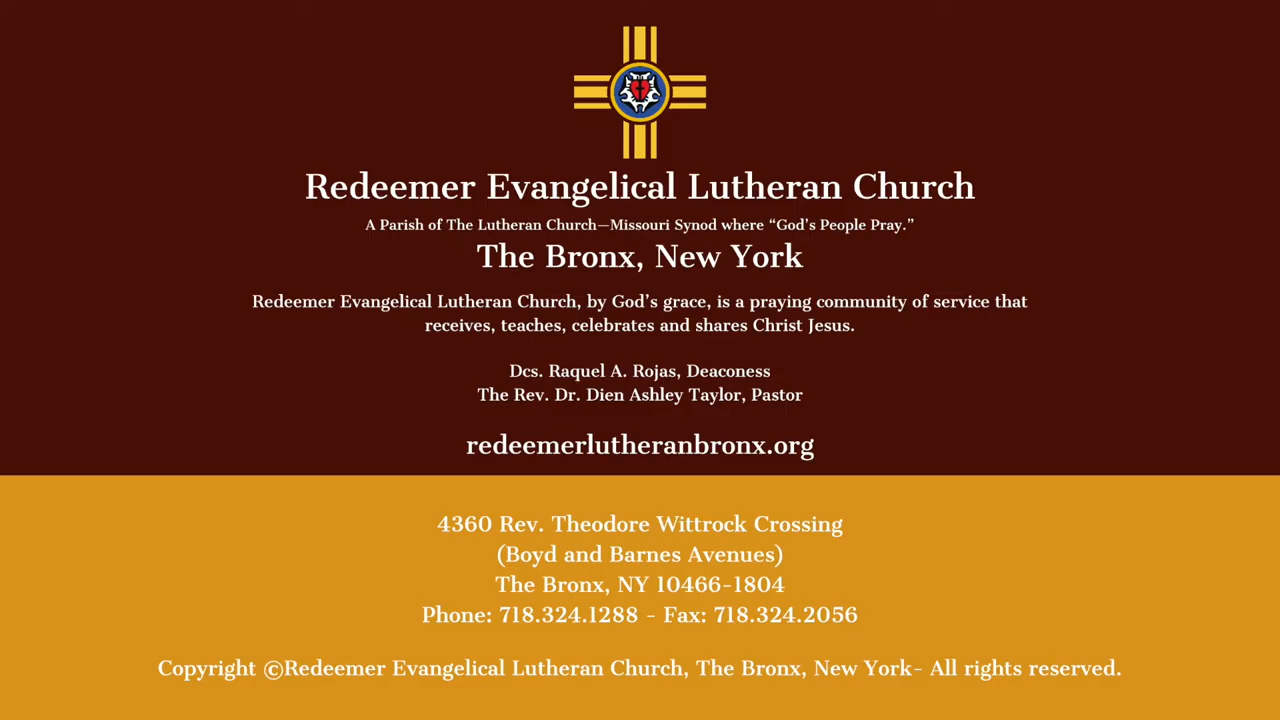 Redeemer Evangelical Lutheran Church
A Parish of The Lutheran Church—Missouri Synod where “God’s People Pray.”
The Bronx, New York
Redeemer Evangelical Lutheran Church, by God’s grace, is a praying community of service that
receives, teaches, celebrates and shares Christ Jesus.
Dcs. Raquel A. Rojas, Deaconess
The Rev. Dr. Dien Ashley Taylor, Pastor
redeemerlutheranbronx.org
4360 Rev. Theodore Wittrock Crossing
(Boyd and Barnes Avenues)
The Bronx, NY 10466-1804
Phone: 718.324.1288 - Fax: 718.324.2056
Copyright ©Redeemer Evangelical Lutheran Church, The Bronx, New York- All rights reserved.